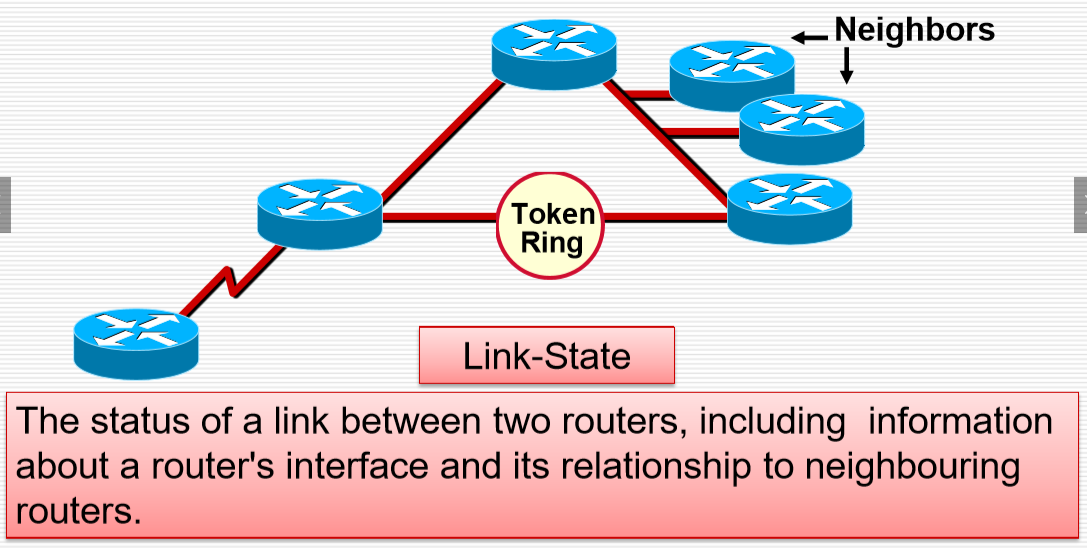 Neighbors
Token
Ring
Link-State
The status of a link between two routers, including  information
about a router's interface and its relationship to neighbouring
routers.